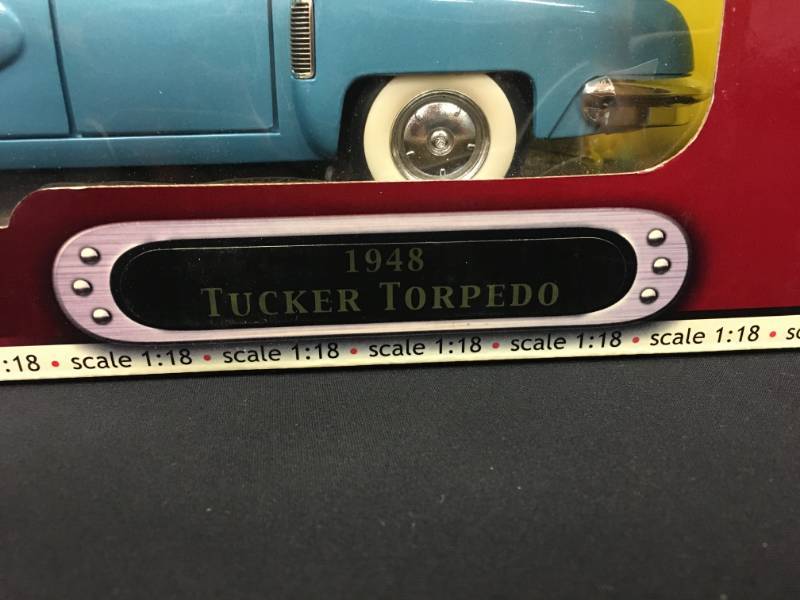 1948
TUCKER TORPEDO
:18 • scale 1:18 • scale 1:18 • scale 1:18 • scale 1:18 • scale 1:18 • sc